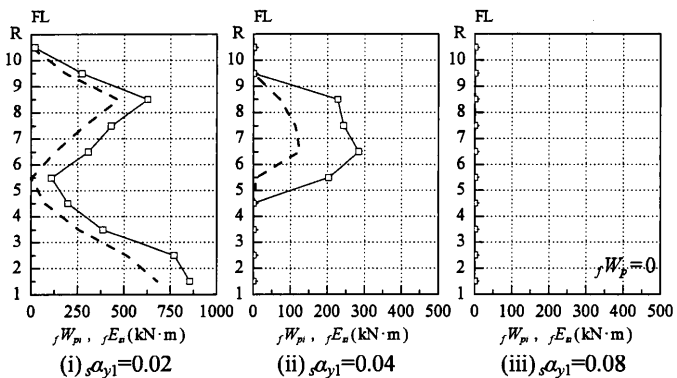 FL FL FL
R R R
10 10 10
9 9 9
8 8 8
7 7 7
6 6 6
5 5 5
4 4 4
3 3 3
2 2 2
1 1 1
fWp=0
0 250 500 750 1000 0 100 200 300 400 500 0 100 200 300 400 500
fWpi , fEsi (kN·m) fWpi , fEsi (kN·m) fWpi , fEsi (kN·m)
(i) sαy1=0.02 (ii) sαy1=0.04 (iii) sαy1=0.08